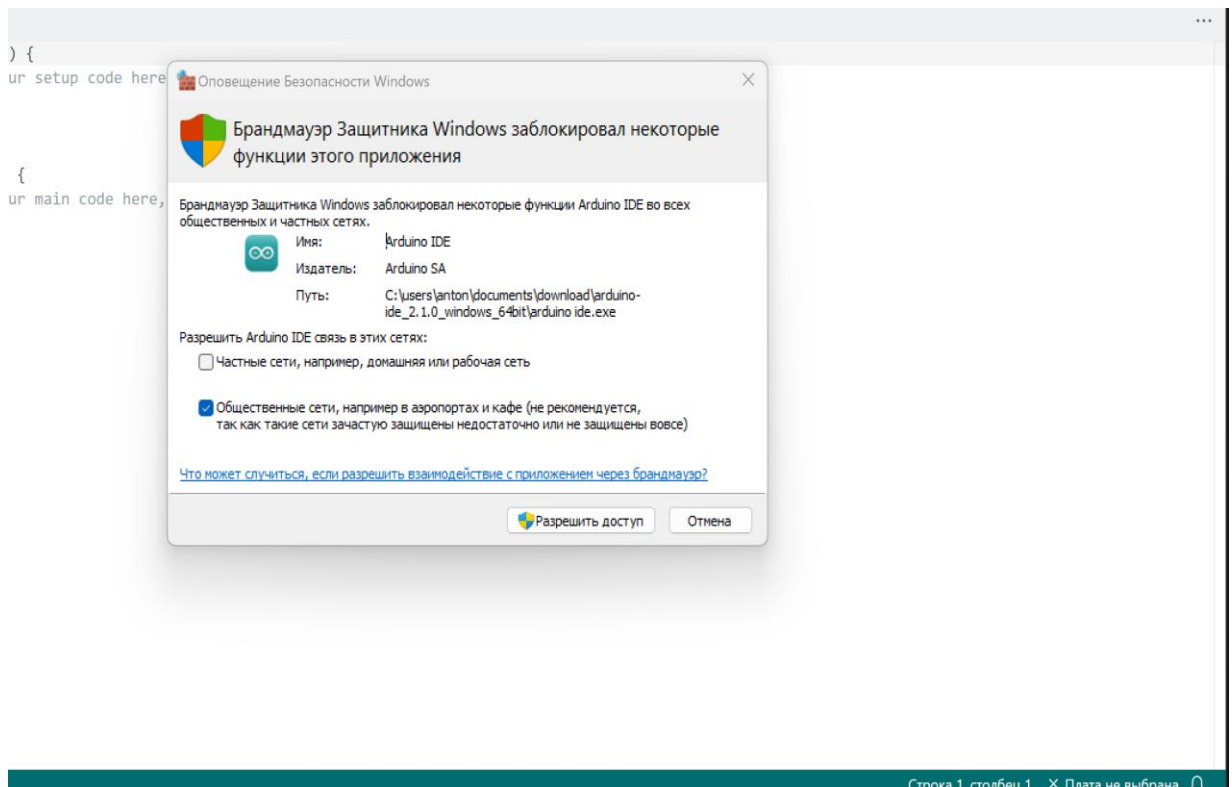 ...
) {
ur setup code here
Оповещение Безопасности Windows
Брандмауэр Защитника Windows заблокировал некоторые
функции этого приложения
{
ur main code here,
Брандмауэр Защитника Windows заблокировал некоторые функции Arduino IDE во всех
общественных и частных сетях.
Имя: Arduino IDE
Издатель: Arduino SA
Путь: C:\users\anton\documents\download\arduino-
ide_2.1.0_windows_64bit\arduino ide.exe
Разрешить Arduino IDE связь в этих сетях:
Частные сети, например, домашняя или рабочая сеть
Общественные сети, например в аэропортах и кафе (не рекомендуется,
так как такие сети зачастую защищены недостаточно или не защищены вовсе)
Что может случиться, если разрешить взаимодействие с приложением через брандмауэр?
Разрешить доступ Отмена
Строка 1, столбец 1 X Плата не выбрана